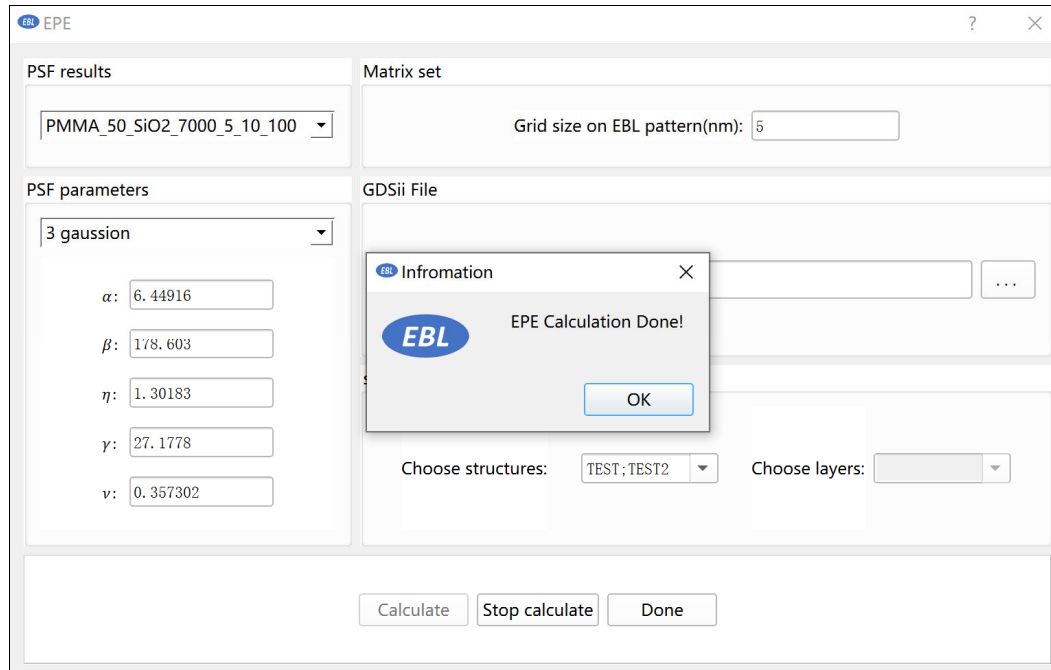 EBL EPE ? ×
PSF results
PMMA_50_SiO2_7000_5_10_100
Matrix set
Grid size on EBL pattern(nm): 5
PSF parameters
3 gaussion
α: 6.44916
β: 178.603
η: 1.30183
γ: 27.1778
ν: 0.357302
GDSii File
...
EBL Infromation ×
EBL
EPE Calculation Done!
OK
Choose structures: TEST;TEST2
Choose layers:
Calculate Stop calculate Done